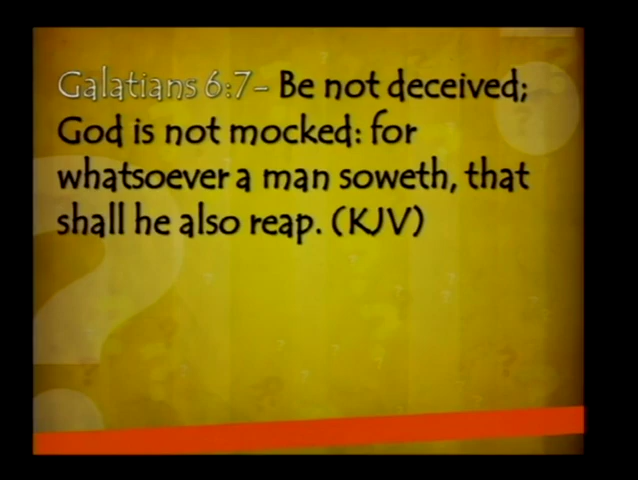 Galatians 6:7- Be not deceived;
God is not mocked: for
whatsoever a man soweth, that
shall he also reap. (KJV)